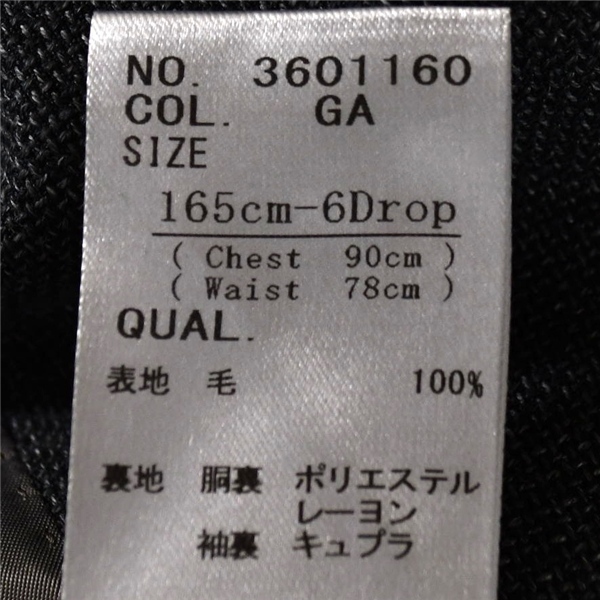 NO. 3601160
COL. GA
SIZE
165cm-6Drop
( Chest 90cm )
( Waist 78cm )
QUAL.
表地 毛 100%
裏地 胴裏 ポリエステル
レーヨン
袖裏 キュプラ